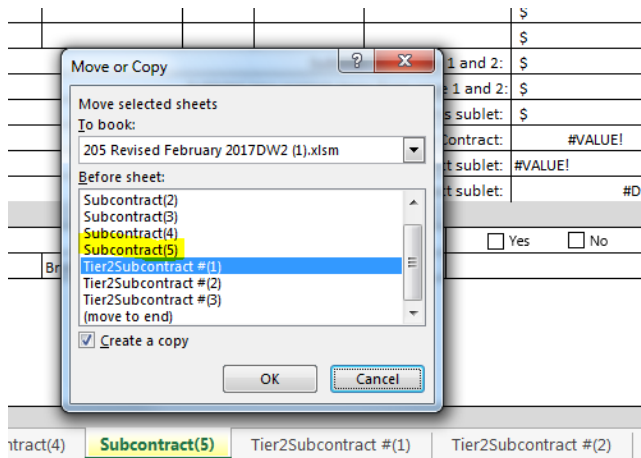 $
$
Move or Copy
1 and 2: $
1 and 2: $
Move selected sheets
s sublet: $
To book:
Contract: #VALUE!
205 Revised February 2017DW2 (1).xlsm
ct sublet: #VALUE!
Before sheet:
ct sublet: #D
Subcontract(2)
Subcontract(3)
Subcontract(4)
Yes No
Subcontract(5)
Br
Tier2Subcontract #(1)
Tier2Subcontract #(2)
Tier2Subcontract #(3)
(move to end)
Create a copy
OK Cancel
ntract(4) Subcontract(5) Tier2Subcontract #(1) Tier2Subcontract #(2)